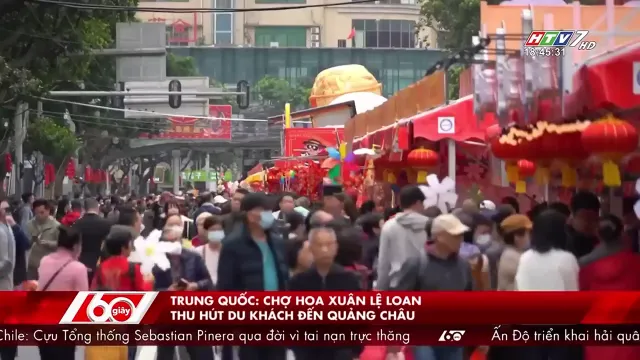 HTV7 HD
18:45:31
60 giây
TRUNG QUỐC: CHỢ HOA XUÂN LỆ LOAN
THU HÚT DU KHÁCH ĐẾN QUẢNG CHÂU
Chile: Cựu Tổng thống Sebastian Pinera qua đời vì tai nạn trực thăng
Ấn Độ triển khai hải quâ